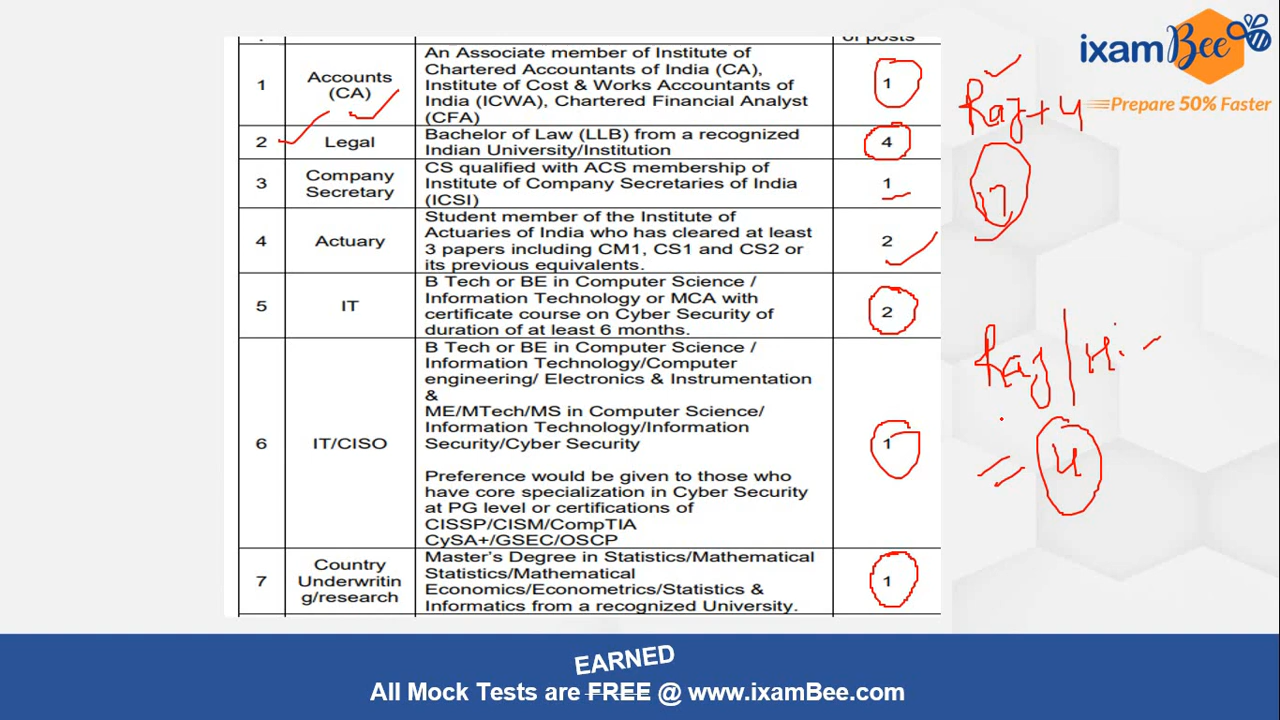 ixamBee
Prepare 50% Faster
of posts
1
Accounts
(CA)
An Associate member of Institute of
Chartered Accountants of India (CA),
Institute of Cost & Works Accountants of
India (ICWA), Chartered Financial Analyst
(CFA)
1
2
Legal
Bachelor of Law (LLB) from a recognized
Indian University/Institution
4
3
Company
Secretary
CS qualified with ACS membership of
Institute of Company Secretaries of India
(ICSI)
1
4
Actuary
Student member of the Institute of
Actuaries of India who has cleared at least
3 papers including CM1, CS1 and CS2 or
its previous equivalents.
2
5
IT
B Tech or BE in Computer Science /
Information Technology or MCA with
certificate course on Cyber Security of
duration of at least 6 months.
2
6
IT/CISO
B Tech or BE in Computer Science /
Information Technology/Computer
engineering/ Electronics & Instrumentation
&
ME/MTech/MS in Computer Science/
Information Technology/Information
Security/Cyber Security
Preference would be given to those who
have core specialization in Cyber Security
at PG level or certifications of
CISSP/CISM/CompTIA
CySA+/GSEC/OSCP
1
7
Country
Underwritin
g/research
Master's Degree in Statistics/Mathematical
Statistics/Mathematical
Economics/Econometrics/Statistics &
Informatics from a recognized University.
1
Raj + 4
17
Raj / H.
= 4
EARNED
All Mock Tests are FREE @ www.ixamBee.com